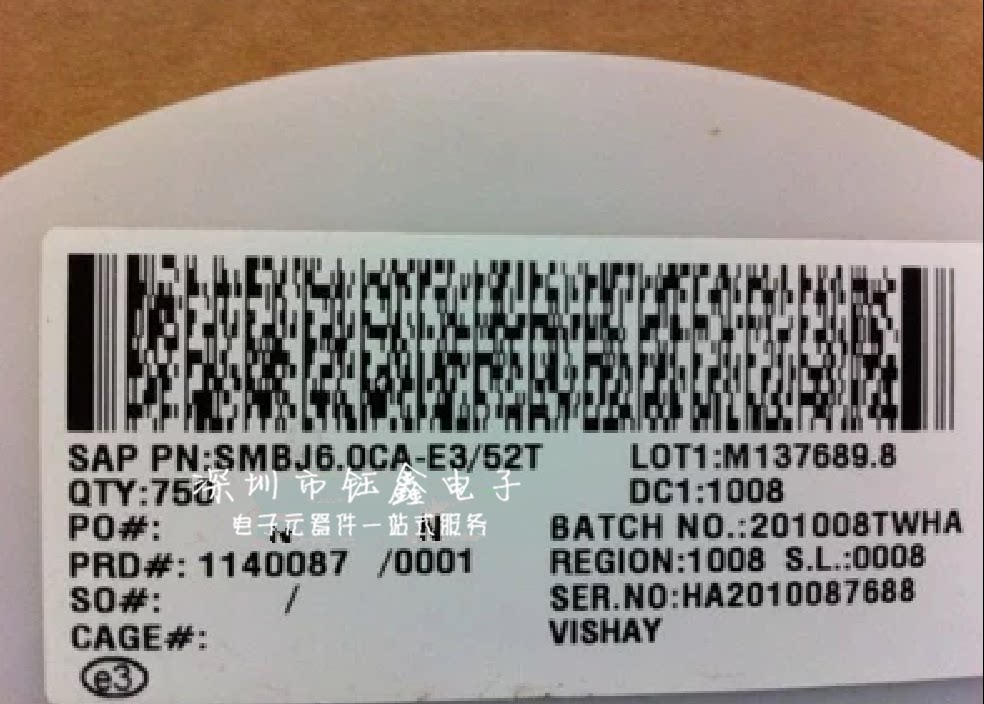 SAP PN:SMBJ6.0CA-E3/52T LOT1:M137689.8
QTY:750 DC1:1008
深圳市钰鑫电子
电子元器件一站式服务
PO#: N N BATCH NO.:201008TWHA
PRD#: 1140087 /0001 REGION:1008 S.L.:0008
SO#: / SER.NO:HA2010087688
CAGE#: VISHAY
e3